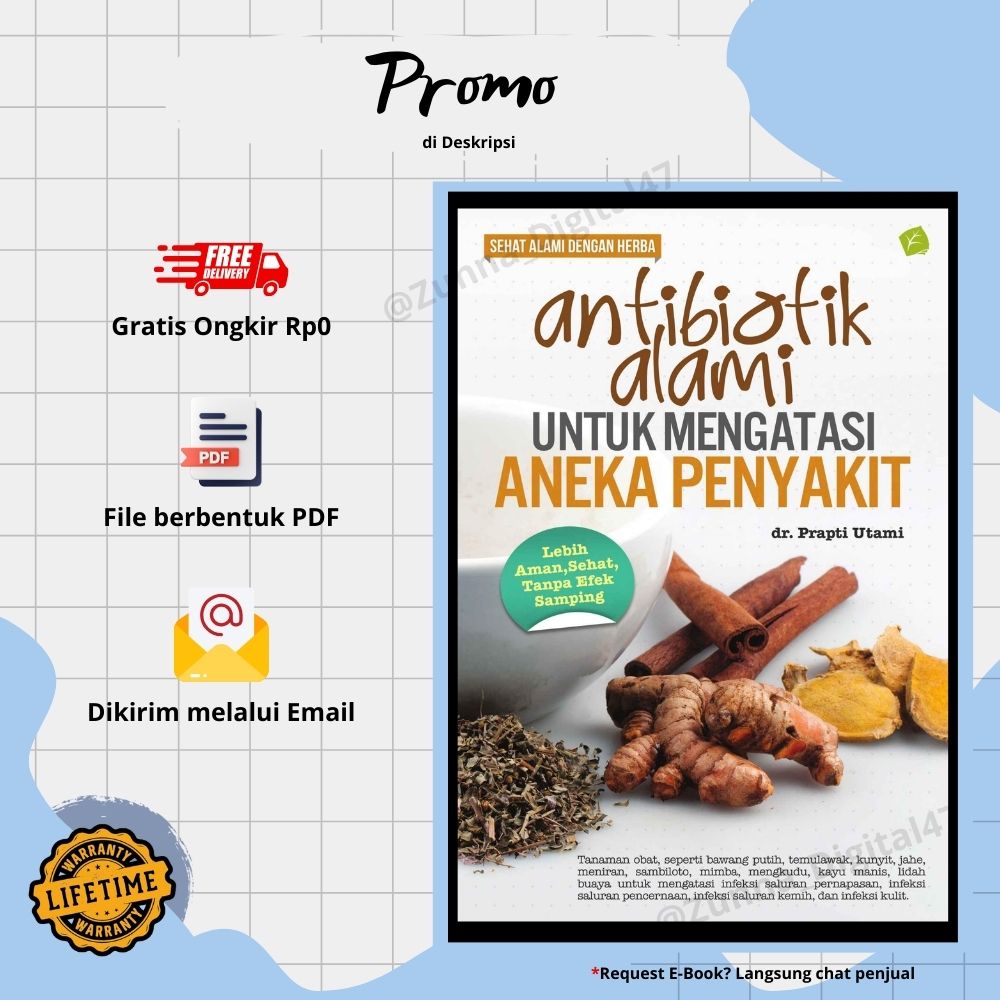 Promo
di Deskripsi
FREE
DELIVERY
Gratis Ongkir Rp0
PDF
File berbentuk PDF
@
Dikirim melalui Email
WARRANTY
LIFETIME
WARRANTY
@Zunna_Digital47
SEHAT ALAMI DENGAN HERBA
antibiotik
alami
UNTUK MENGATASI
ANEKA PENYAKIT
dr. Prapti Utami
Lebih
Aman,Sehat,
Tanpa Efek
Samping
Tanaman obat, seperti bawang putih, temulawak, kunyit, jahe,
meniran, sambiloto, mimba, mengkudu, kayu manis, lidah
buaya untuk mengatasi infeksi saluran pernapasan, infeksi
saluran pencernaan, infeksi saluran kemih, dan infeksi kulit.
@Zunna_Digital47
*Request E-Book? Langsung chat penjual